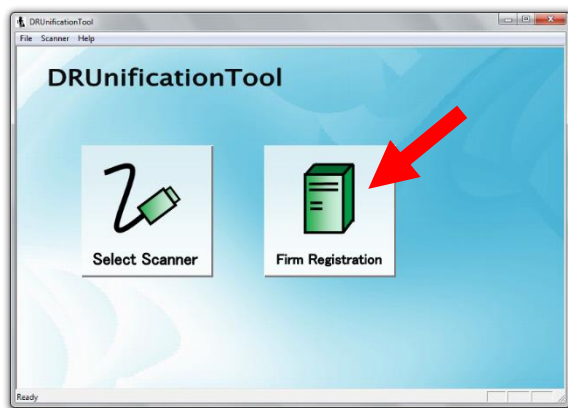 DRUnificationTool
File Scanner Help
DRUnificationTool
Select Scanner
Firm Registration
Ready